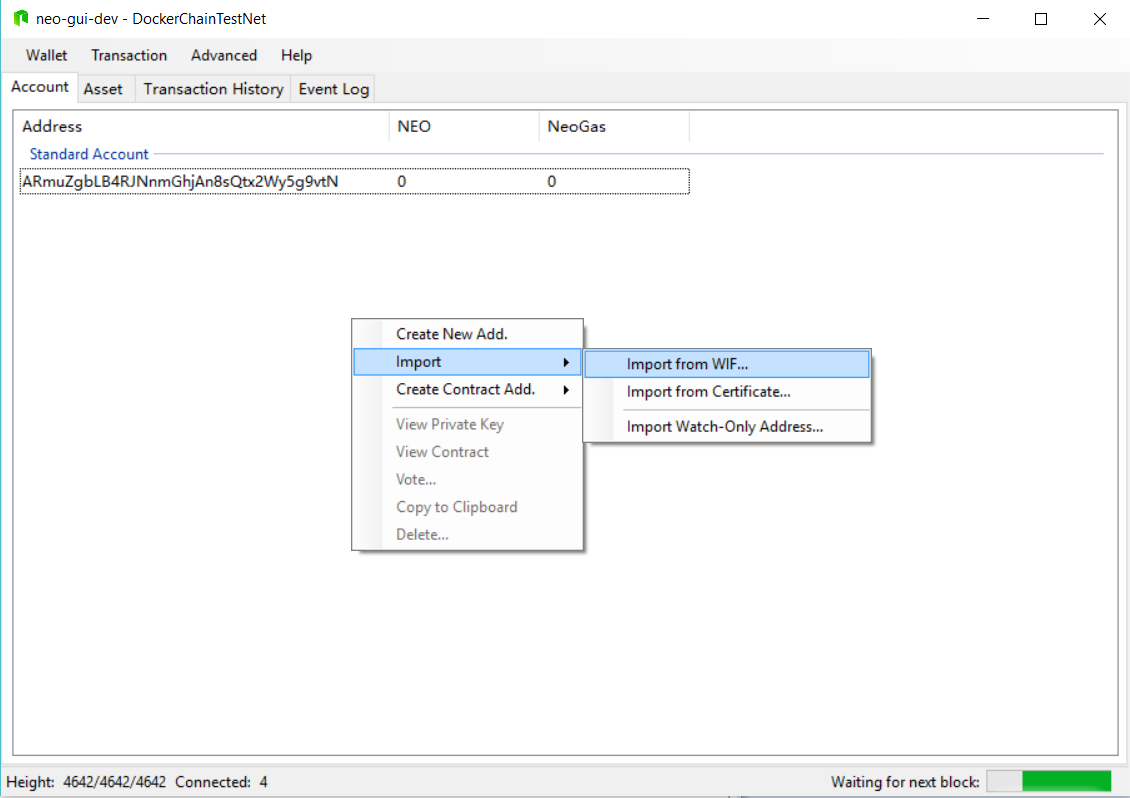 neo-gui-dev - DockerChainTestNet
Wallet Transaction Advanced Help
Account Asset Transaction History Event Log
Address NEO NeoGas
Standard Account
ARmuZgbLB4RJNnmGhjAn8sQtx2Wy5g9vtN 0 0
Create New Add.
Import
Create Contract Add.
View Private Key
View Contract
Vote...
Copy to Clipboard
Delete...
Import from WIF...
Import from Certificate...
Import Watch-Only Address...
Height: 4642/4642/4642 Connected: 4 Waiting for next block: